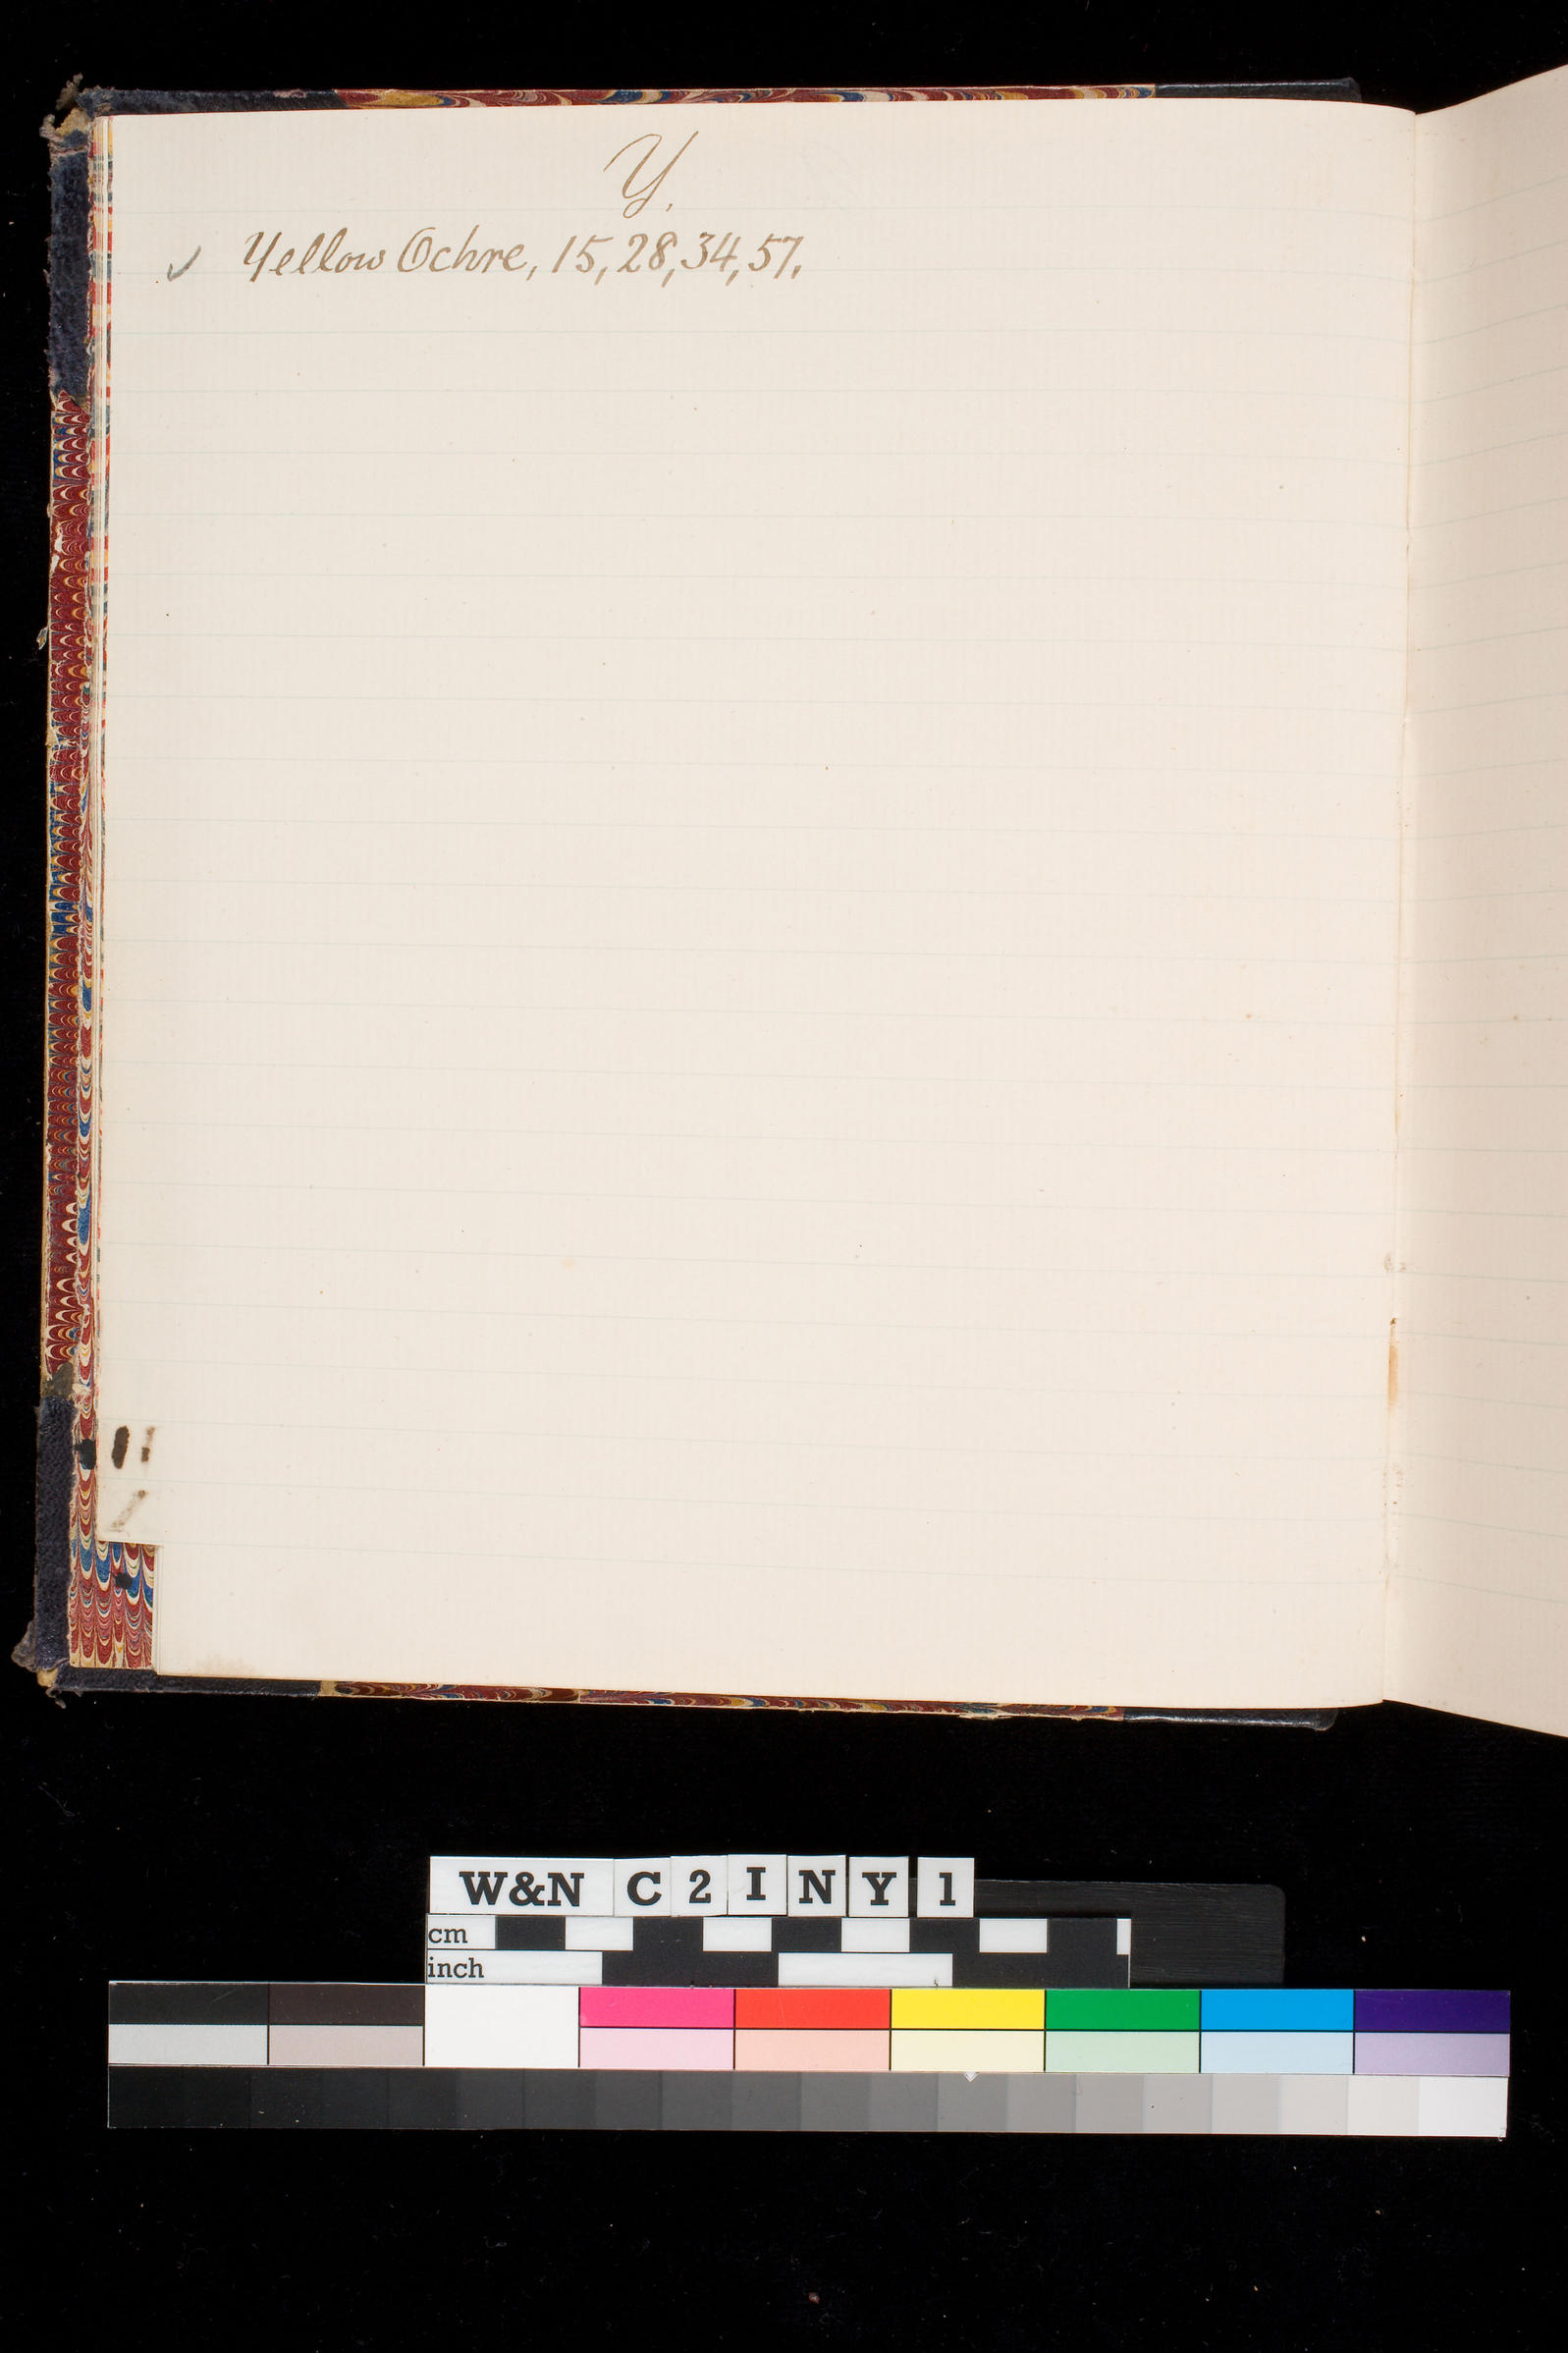 Y.
✓ Yellow Ochre, 15, 28, 34, 57.
W&N C 2 I N Y 1
cm
inch